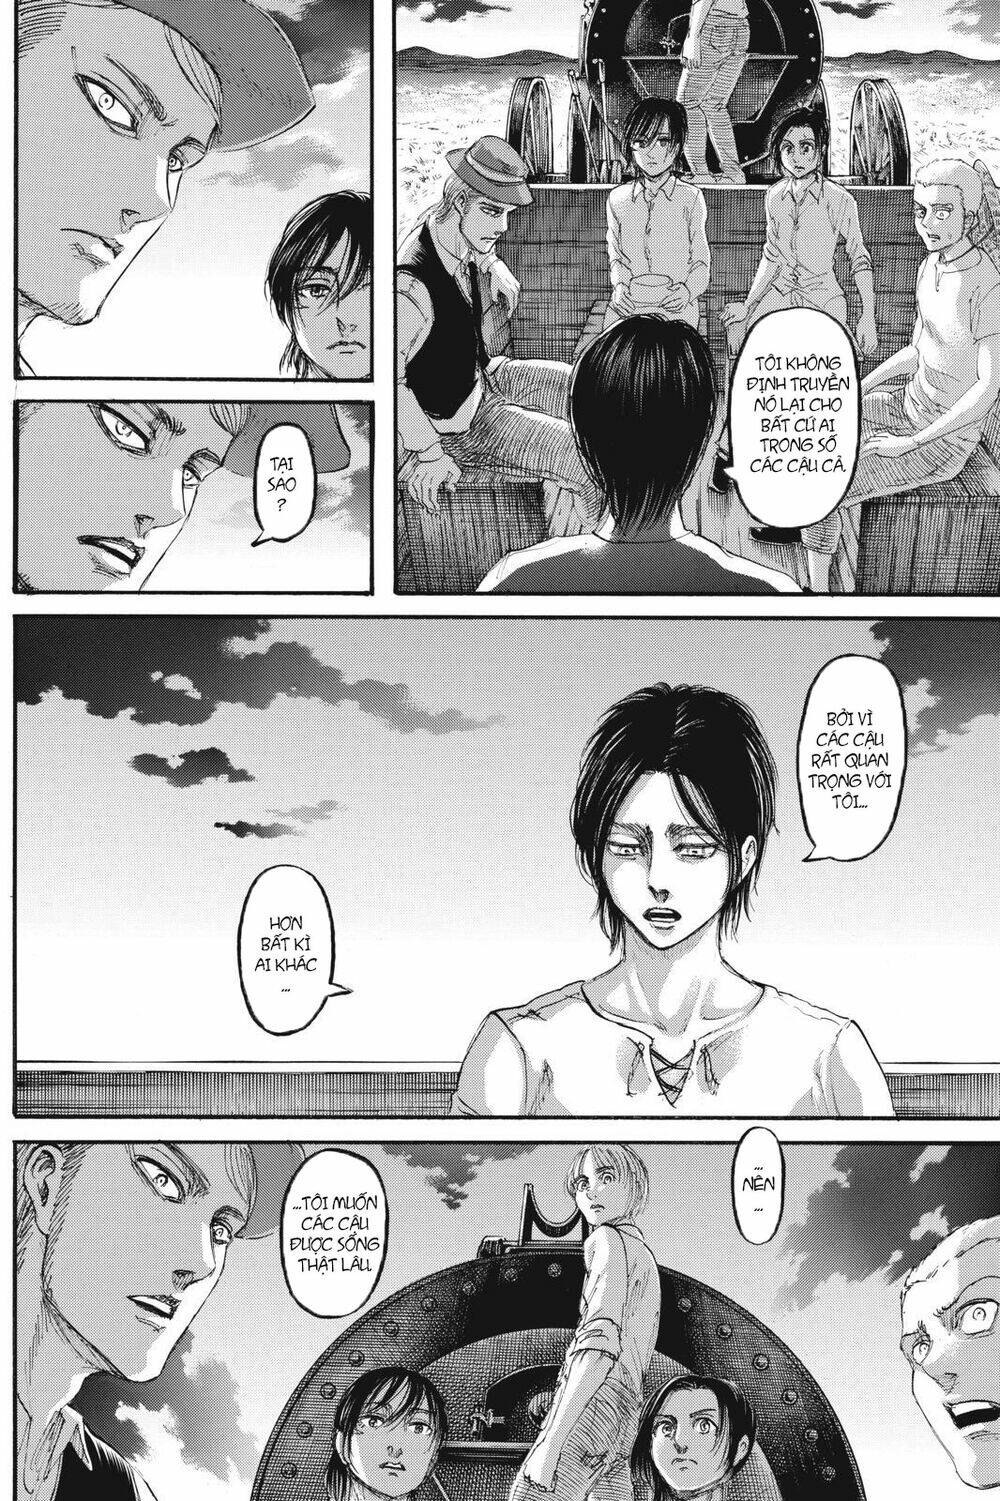 TÔI KHÔNG
ĐỊNH TRUYỀN
NÓ LẠI CHO
BẤT CỨ AI
TRONG SỐ
CÁC CẬU CẢ.
TẠI
SAO
?
BỞI VÌ
CÁC CẬU
RẤT QUAN
TRỌNG VỚI
TÔI...
HƠN
BẤT KÌ
AI KHÁC
...
...
NÊN
...
...TÔI MUỐN
CÁC CẬU
ĐƯỢC SỐNG
THẬT LÂU.